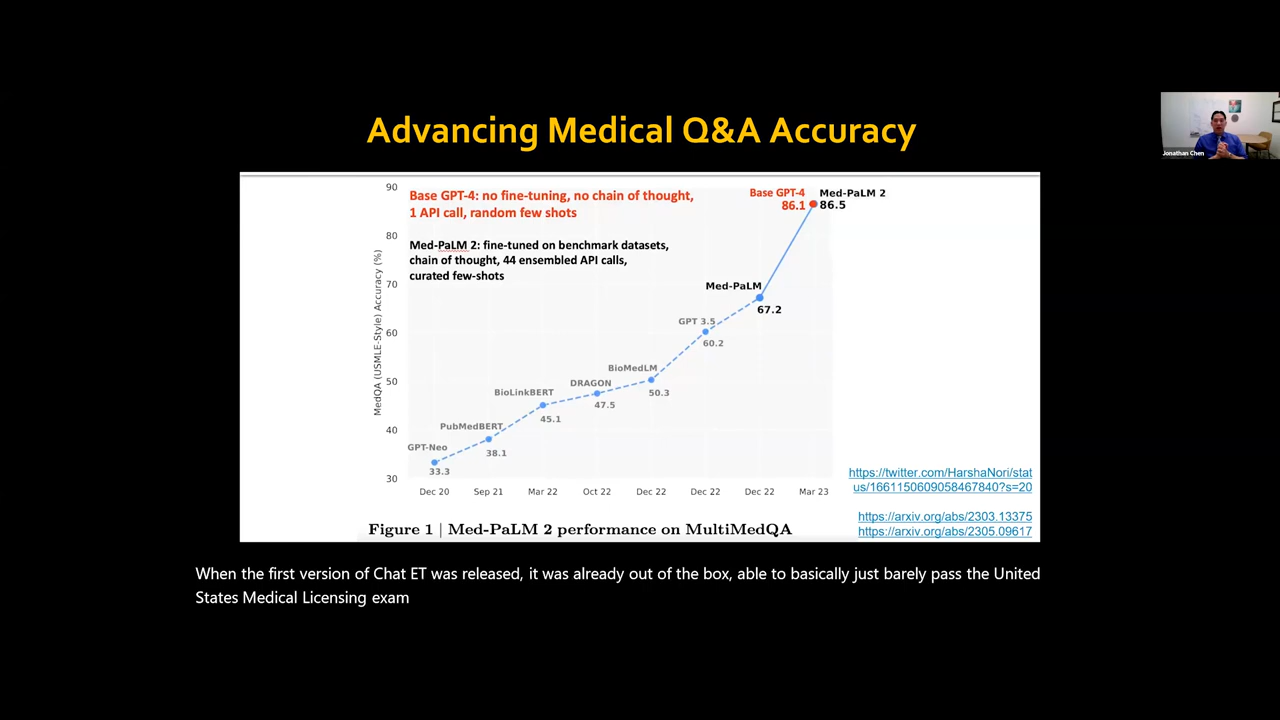 Advancing Medical Q&A Accuracy
Jonathan Chen
Base GPT-4: no fine-tuning, no chain of thought,
1 API call, random few shots
Med-PaLM 2: fine-tuned on benchmark datasets,
chain of thought, 44 ensembled API calls,
curated few-shots
MedQA (USMLE-Style) Accuracy (%)
90
80
70
60
50
40
30
GPT-Neo
33.3
PubMedBERT
38.1
BioLinkBERT
45.1
DRAGON
47.5
BioMedLM
50.3
GPT 3.5
60.2
Med-PaLM
67.2
Base GPT-4
86.1
Med-PaLM 2
86.5
Dec 20 Sep 21 Mar 22 Oct 22 Dec 22 Dec 22 Dec 22 Mar 23
https://twitter.com/HarshaNori/stat
us/1661150609058467840?s=20
https://arxiv.org/abs/2303.13375
https://arxiv.org/abs/2305.09617
Figure 1 | Med-PaLM 2 performance on MultiMedQA
When the first version of Chat ET was released, it was already out of the box, able to basically just barely pass the United
States Medical Licensing exam